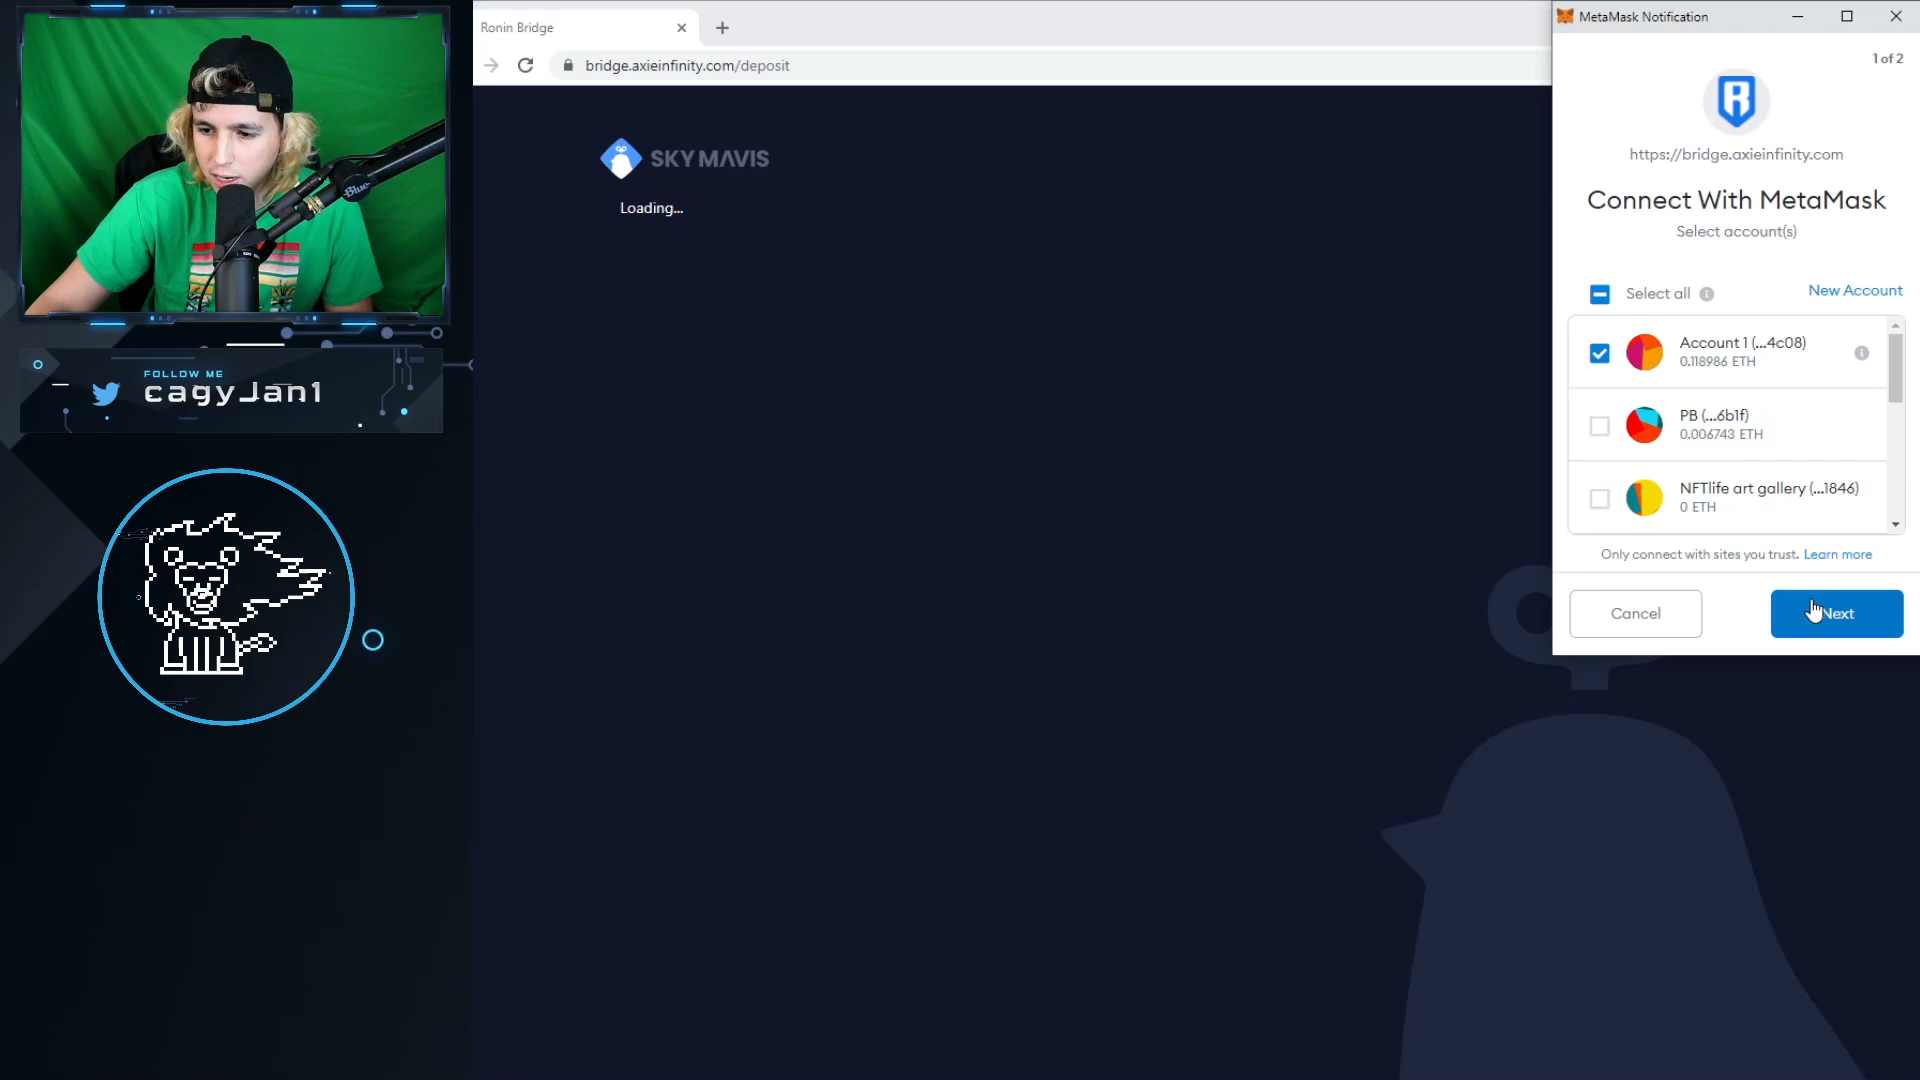 Ronin Bridge
bridge.axieinfinity.com/deposit
SKY MAVIS
Loading...
Blue
FOLLOW ME
cagyJan1
MetaMask Notification
1 of 2
https://bridge.axieinfinity.com
Connect With MetaMask
Select account(s)
Select all
New Account
Account 1 (...4c08)
0.118986 ETH
PB (...6b1f)
0.006743 ETH
NFTlife art gallery (...1846)
0 ETH
Only connect with sites you trust. Learn more
Cancel
Next